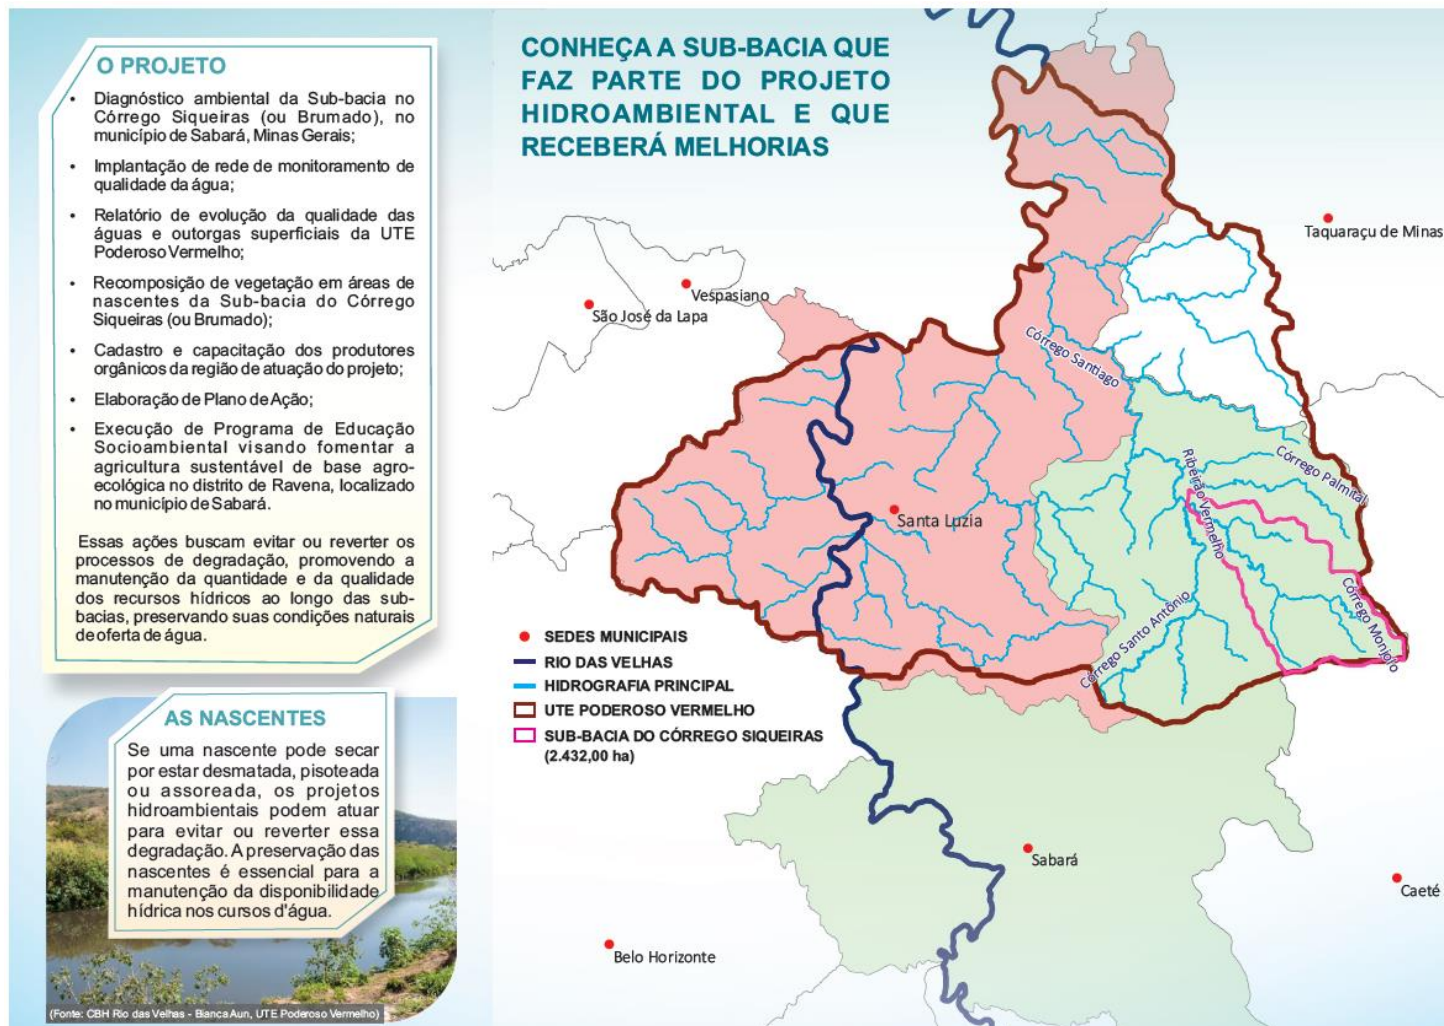 O PROJETO
• Diagnóstico ambiental da Sub-bacia no
Córrego Siqueiras (ou Brumado), no
município de Sabará, Minas Gerais;
• Implantação de rede de monitoramento de
qualidade da água;
• Relatório de evolução da qualidade das
águas e outorgas superficiais da UTE
Poderoso Vermelho;
• Recomposição de vegetação em áreas de
nascentes da Sub-bacia do Córrego
Siqueiras (ou Brumado);
• Cadastro e capacitação dos produtores
orgânicos da região de atuação do projeto;
• Elaboração de Plano de Ação;
• Execução de Programa de Educação
Socioambiental visando fomentar a
agricultura sustentável de base agro-
ecológica no distrito de Ravena, localizado
no município de Sabará.
Essas ações buscam evitar ou reverter os
processos de degradação, promovendo a
manutenção da quantidade e da qualidade
dos recursos hídricos ao longo das sub-
bacias, preservando suas condições naturais
de oferta de água.
AS NASCENTES
Se uma nascente pode secar
por estar desmatada, pisoteada
ou assoreada, os projetos
hidroambientais podem atuar
para evitar ou reverter essa
degradação. A preservação das
nascentes é essencial para a
manutenção da disponibilidade
hídrica nos cursos d'água.
(Fonte: CBH Rio das Velhas - Bianca Aun, UTE Poderoso Vermelho)
CONHEÇA A SUB-BACIA QUE
FAZ PARTE DO PROJETO
HIDROAMBIENTAL E QUE
RECEBERÁ MELHORIAS
Taquaraçu de Minas
Vespasiano
São José da Lapa
Córrego Santiago
Córrego Palmital
Ribeirão Vermelho
Santa Luzia
Córrego Monjolo
Córrego Santo Antônio
SEDES MUNICIPAIS
RIO DAS VELHAS
HIDROGRAFIA PRINCIPAL
UTE PODEROSO VERMELHO
SUB-BACIA DO CÓRREGO SIQUEIRAS
(2.432,00 ha)
Sabará
Caeté
Belo Horizonte